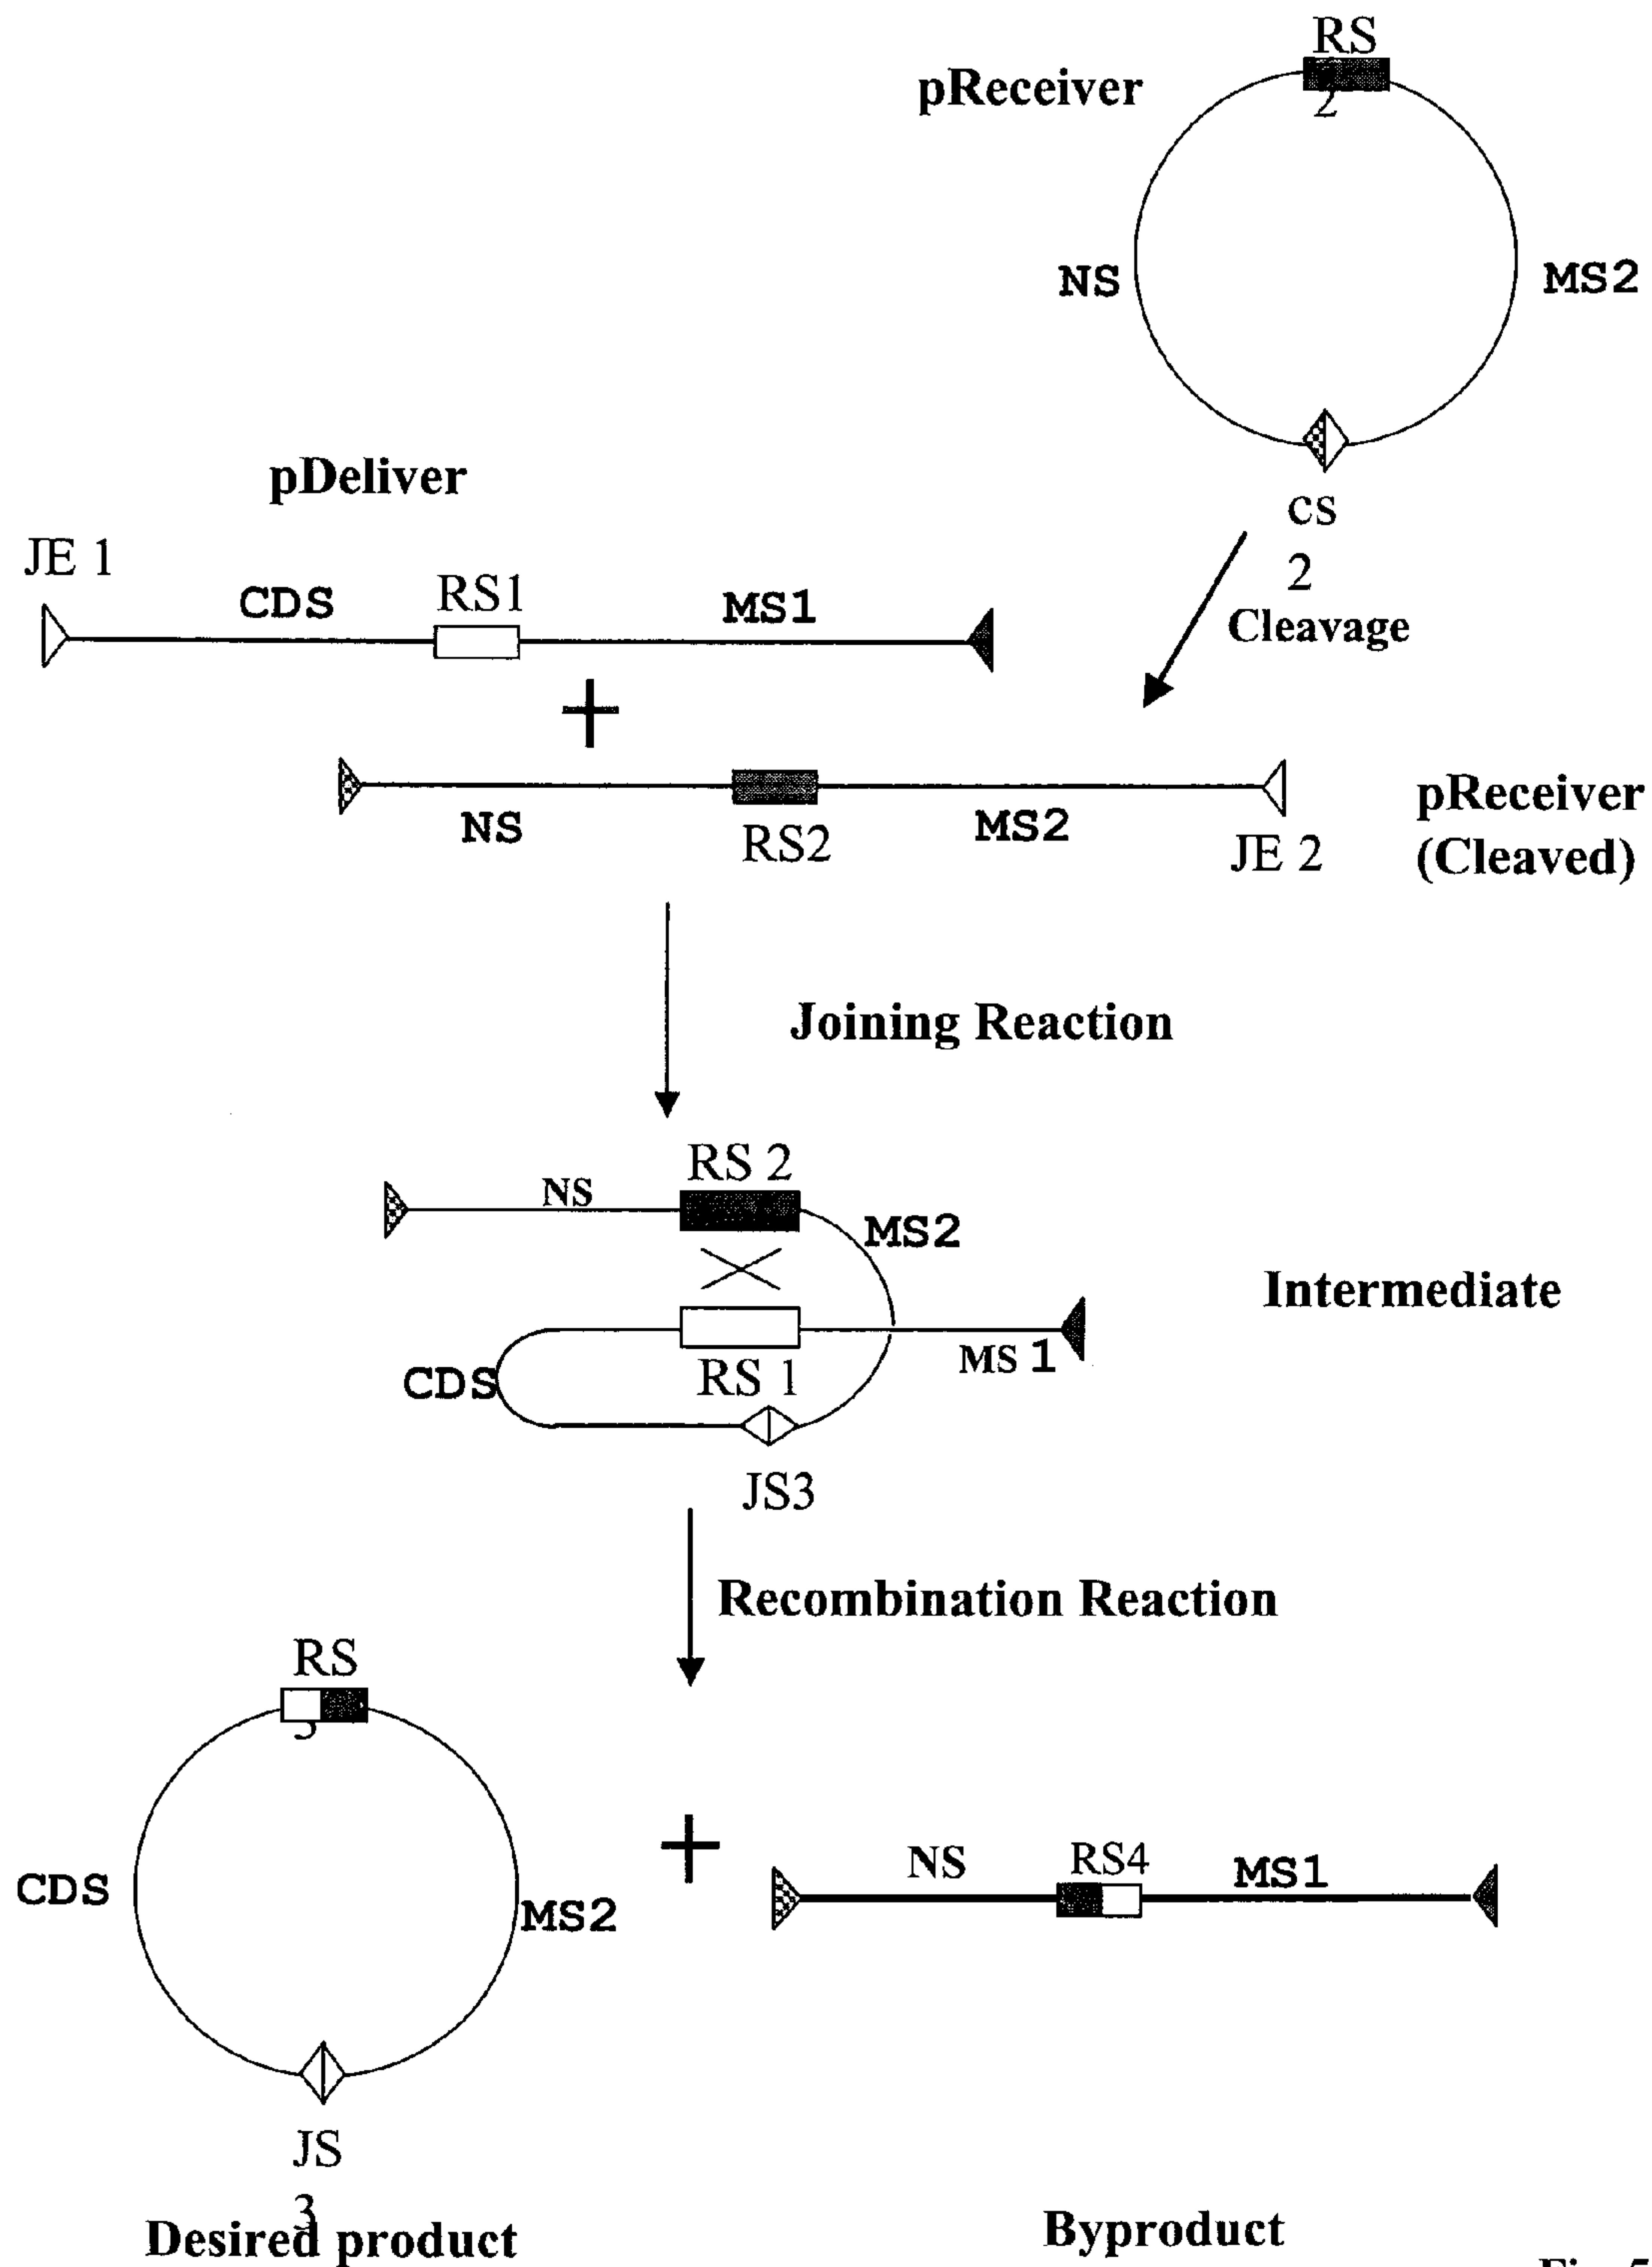 RS
2
pReceiver
NS
MS2
cs
2
Cleavage
pDeliver
JE 1
CDS
RS1
MS1
+
NS
RS2
MS2
JE 2
pReceiver
(Cleaved)
Joining Reaction
RS 2
NS
MS2
Intermediate
MS 1
RS 1
CDS
JS3
Recombination Reaction
RS
CDS
MS2
+
NS
RS4
MS1
JS
3
Desired product
Byproduct